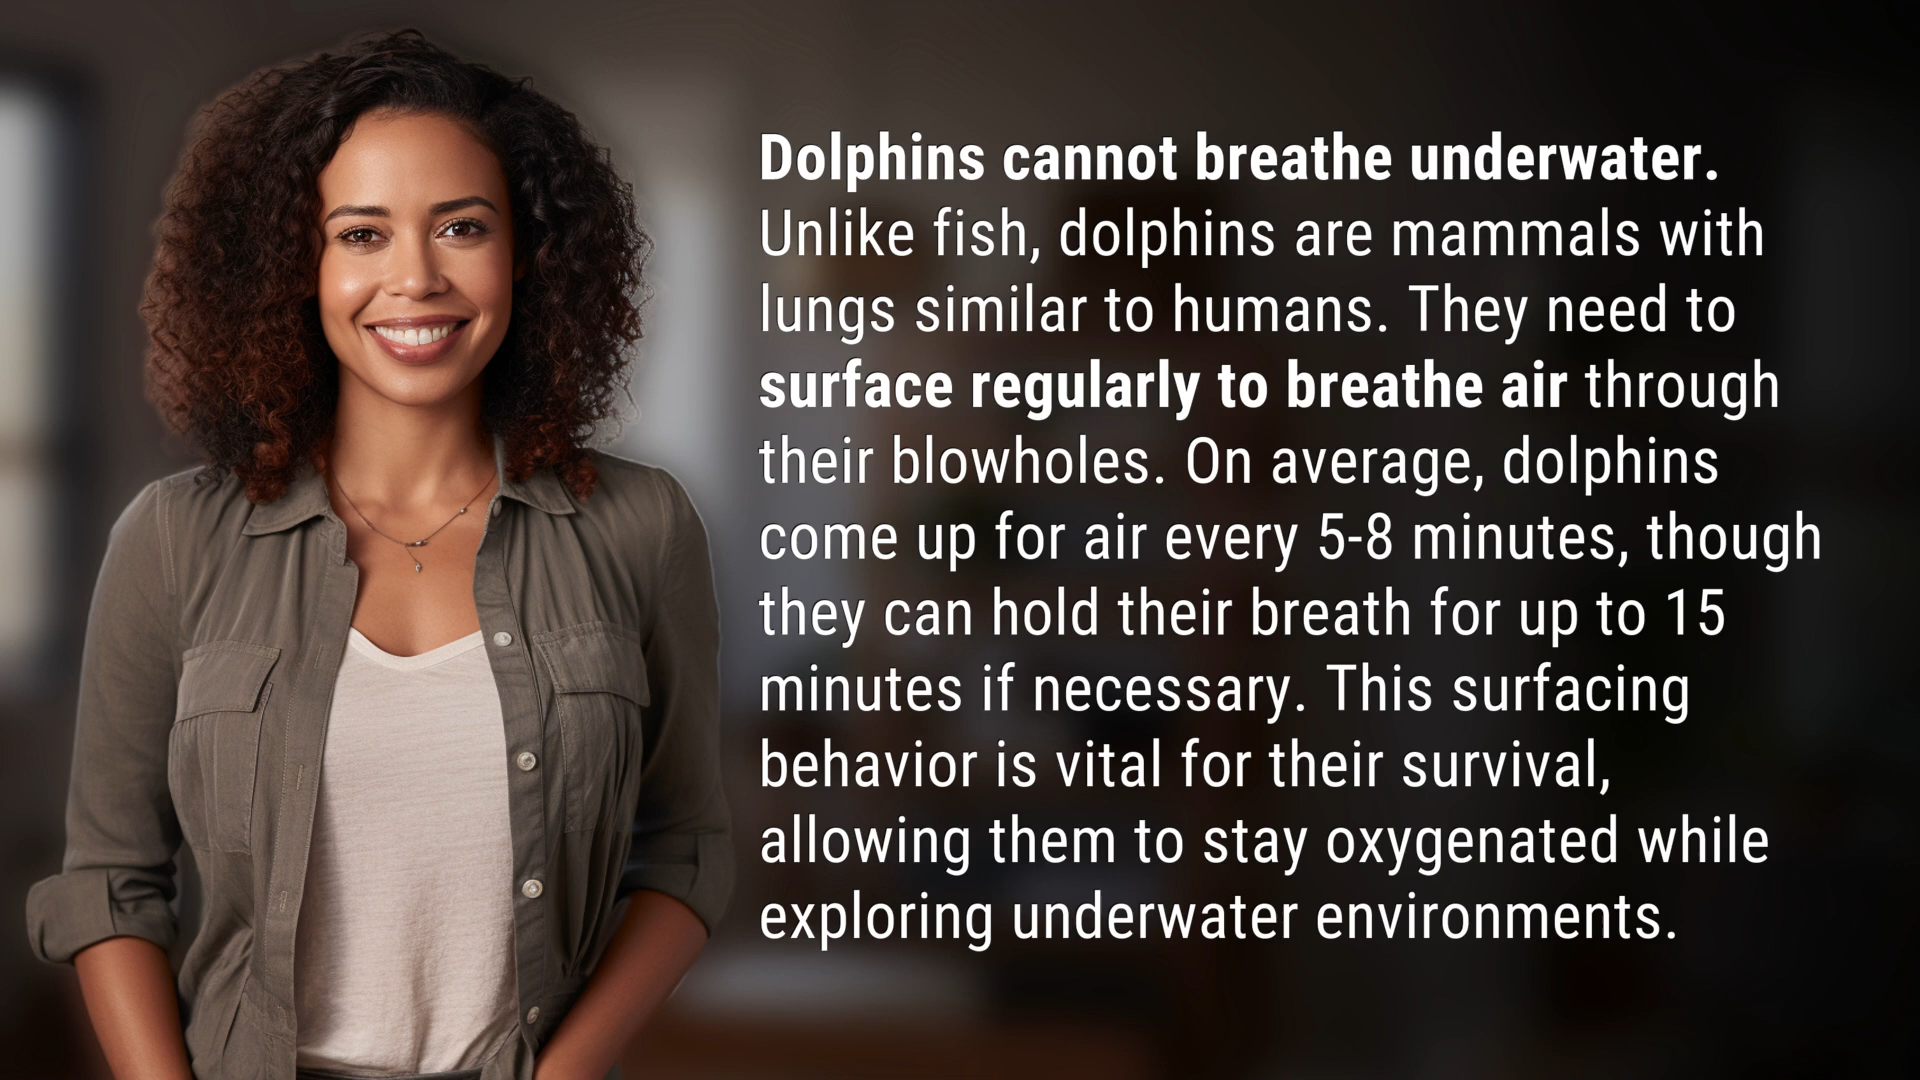 Dolphins cannot breathe underwater.
Unlike fish, dolphins are mammals with
lungs similar to humans. They need to
surface regularly to breathe air through
their blowholes. On average, dolphins
come up for air every 5-8 minutes, though
they can hold their breath for up to 15
minutes if necessary. This surfacing
behavior is vital for their survival,
allowing them to stay oxygenated while
exploring underwater environments.